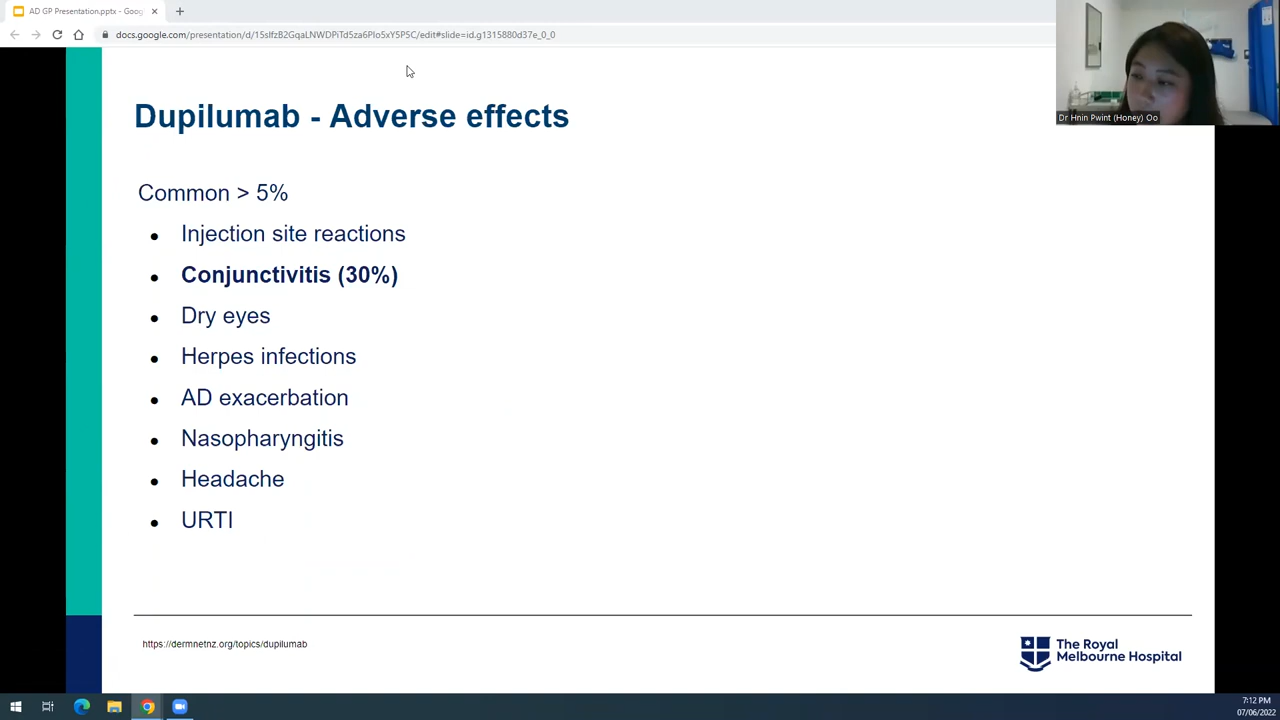 AD GP Presentation.pptx - Goog
docs.google.com/presentation/d/15slfzB2GqaLNWDPiTd5za6Plo5xY5P5C/edit#slide=id.g1315880d37e_0_0
Dr Hnin Pwint (Honey) Oo
Dupilumab - Adverse effects
Common > 5%
● Injection site reactions
● Conjunctivitis (30%)
● Dry eyes
● Herpes infections
● AD exacerbation
● Nasopharyngitis
● Headache
● URTI
https://dermnetnz.org/topics/dupilumab
The Royal
Melbourne Hospital
7:12 PM
07/06/2022